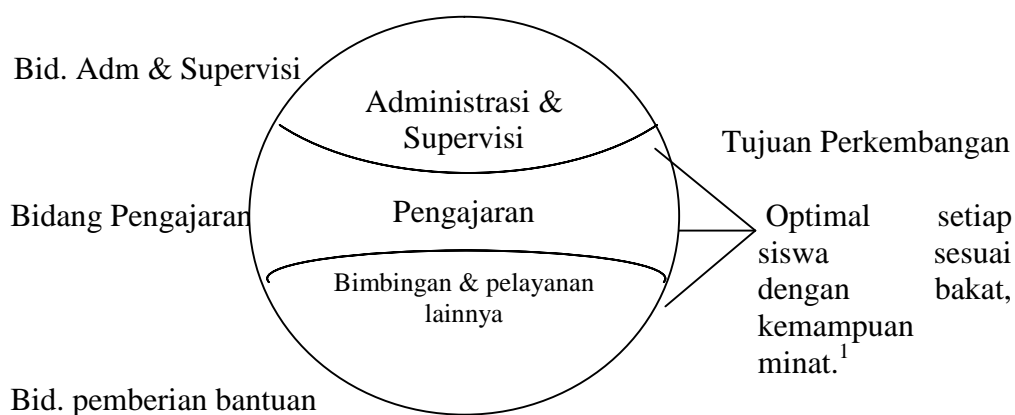 Bid. Adm & Supervisi
Administrasi &
Supervisi
Tujuan Perkembangan
Bidang Pengajaran
Pengajaran
Optimal setiap
siswa sesuai
dengan bakat,
kemampuan
minat.1
Bimbingan & pelayanan
lainnya
Bid. pemberian bantuan